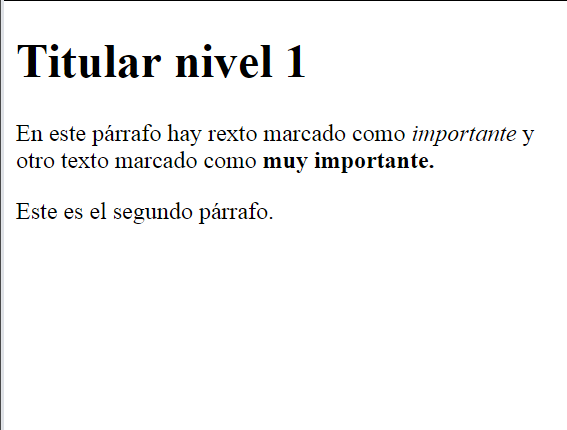 Titular nivel 1
En este párrafo hay rexto marcado como importante y
otro texto marcado como muy importante.
Este es el segundo párrafo.